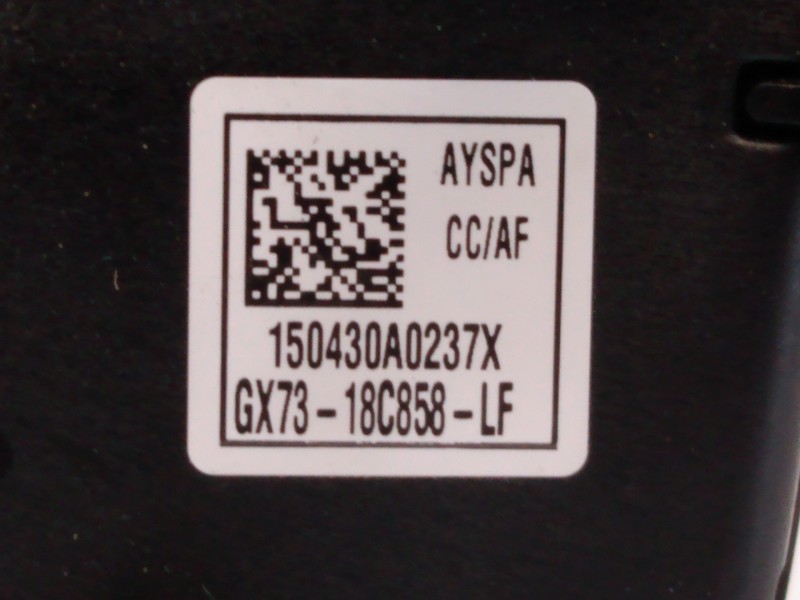 AYSPA
CC/AF
150430A0237X
GX73-18C858-LF